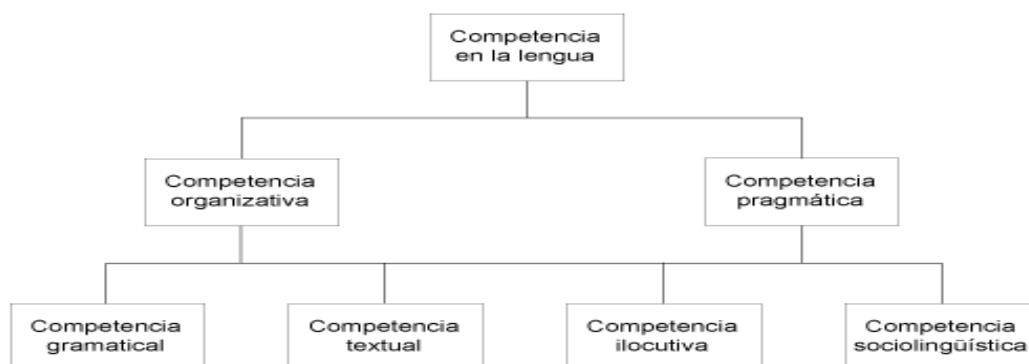 Competencia
en la lengua
Competencia
organizativa
Competencia
pragmática
Competencia
gramatical
Competencia
textual
Competencia
ilocutiva
Competencia
sociolingüística